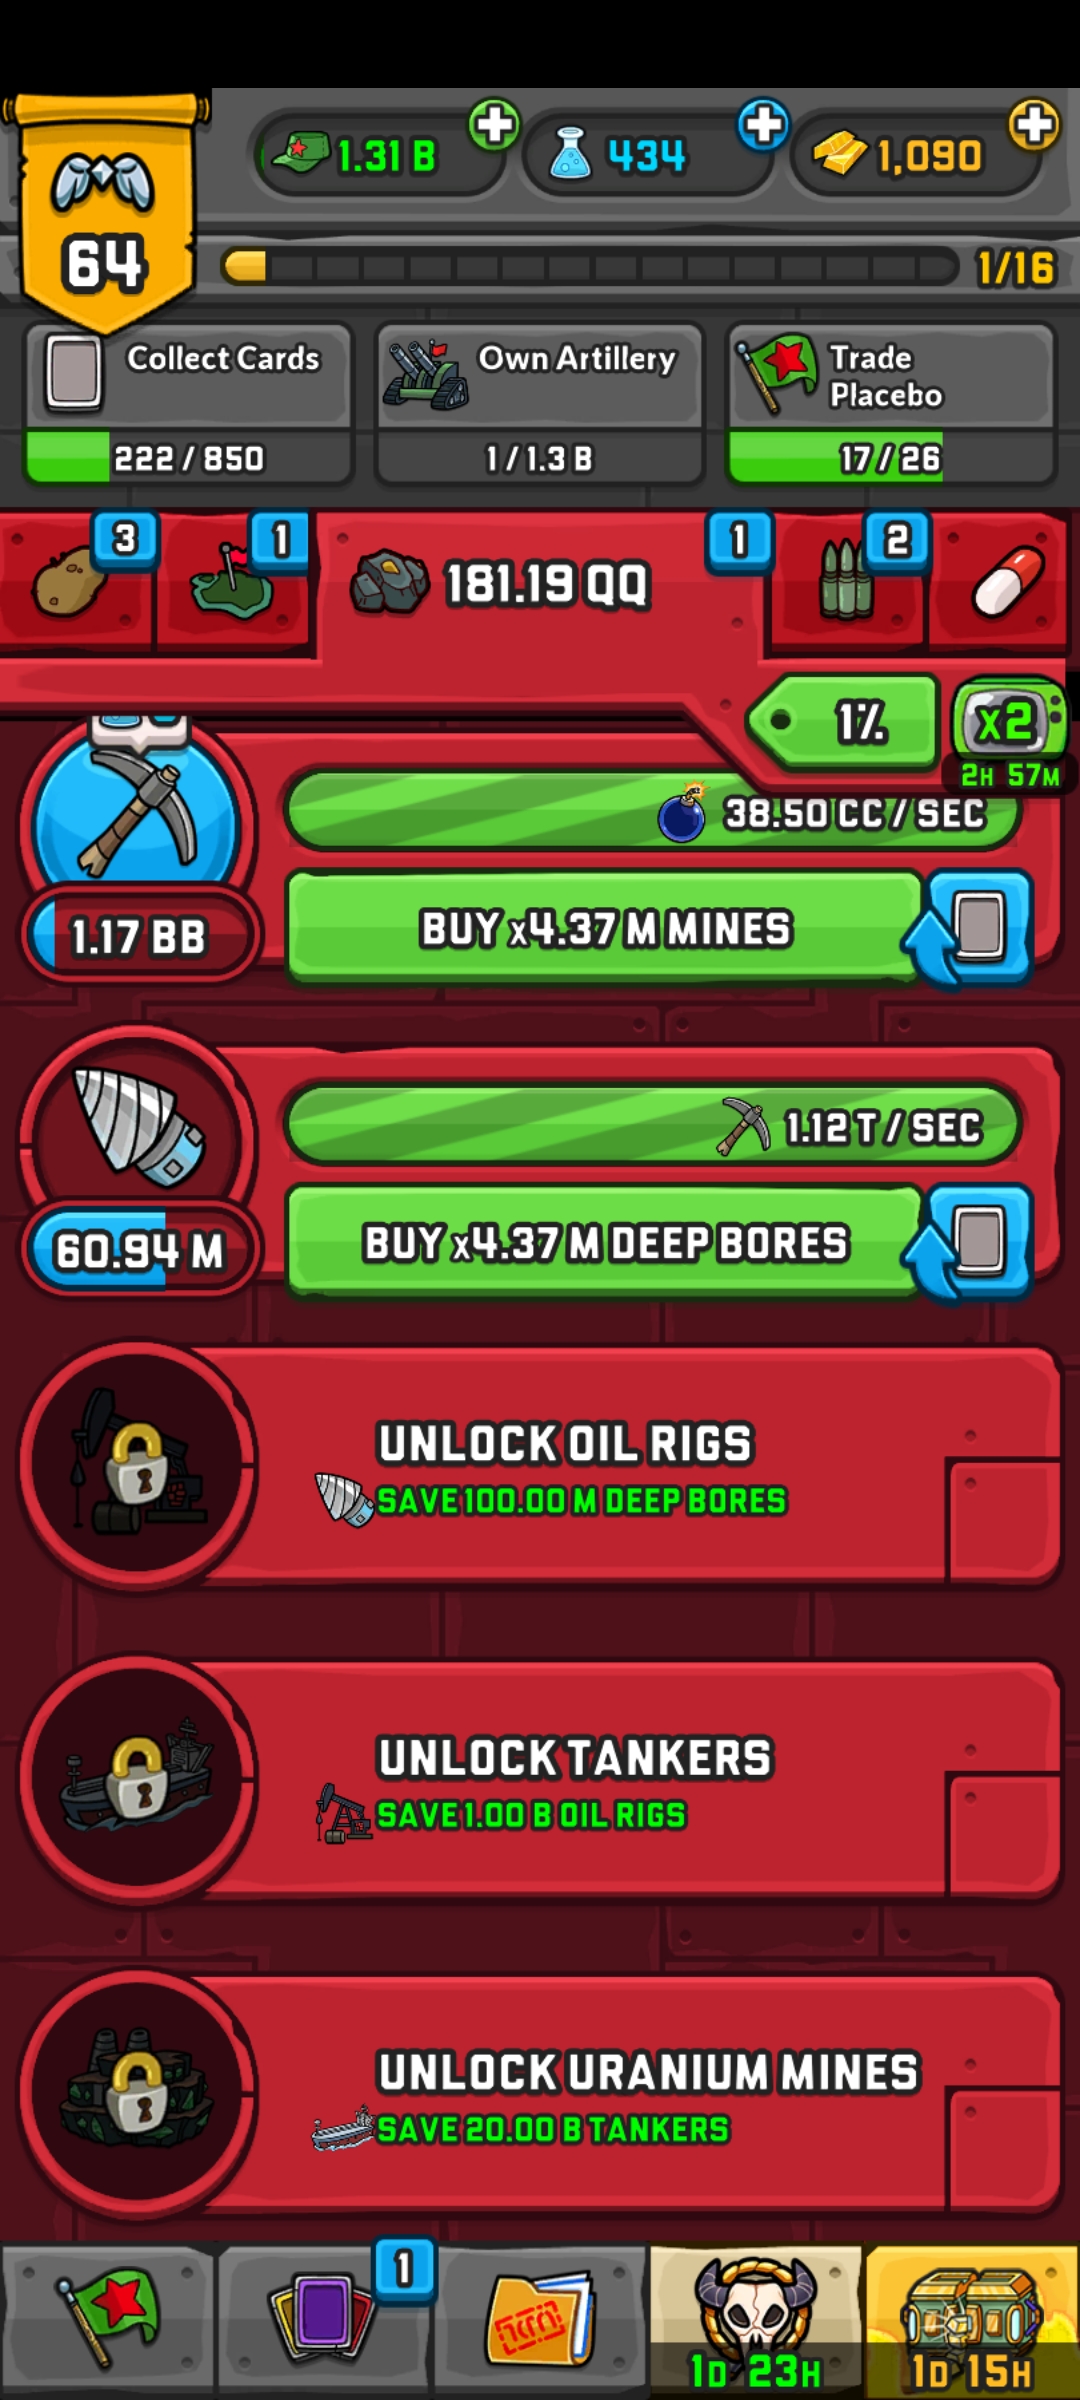 1.31 B
434
1,090
64
1/16
Collect Cards
222 / 850
Own Artillery
1 / 1.3 B
Trade
Placebo
17 / 26
3
1
181.19 QQ
1
2
1%
X2
2H 57M
38.50 CC / SEC
1.17 BB
BUY x4.37 M MINES
1.12 T / SEC
60.94 M
BUY x4.37 M DEEP BORES
UNLOCK OIL RIGS
SAVE 100.00 M DEEP BORES
UNLOCK TANKERS
SAVE 1.00 B OIL RIGS
UNLOCK URANIUM MINES
SAVE 20.00 B TANKERS
1
1D 23H
1D 15H